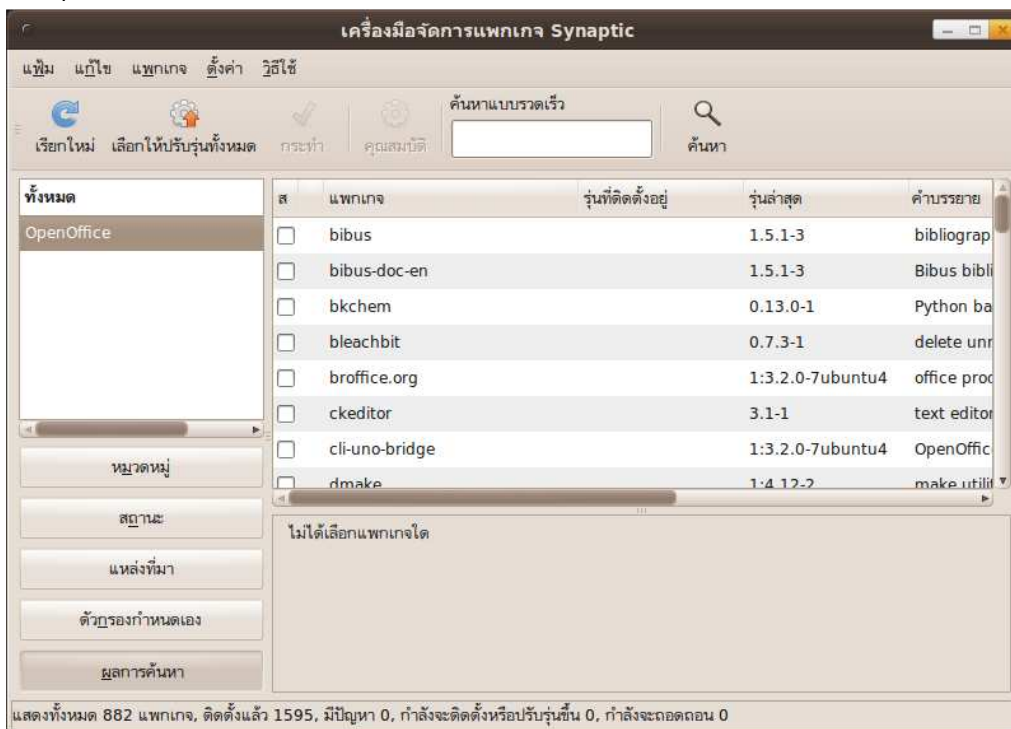 เครื่องมือจัดการแพกเกจ Synaptic
แฟ้ม แก้ไข แพกเกจ ตั้งค่า วิธีใช้
เรียกใหม่ เลือกให้ปรับรุ่นทั้งหมด กระทำ คุณสมบัติ ค้นหาแบบรวดเร็ว ค้นหา
ทั้งหมด
OpenOffice
ส แพกเกจ รุ่นที่ติดตั้งอยู่ รุ่นล่าสุด คำบรรยาย
bibus 1.5.1-3 bibliograp
bibus-doc-en 1.5.1-3 Bibus bibli
bkchem 0.13.0-1 Python ba
bleachbit 0.7.3-1 delete unr
broffice.org 1:3.2.0-7ubuntu4 office proc
ckeditor 3.1-1 text editor
cli-uno-bridge 1:3.2.0-7ubuntu4 OpenOffic
dmake 1:4.12-2 make utilit
หมวดหมู่
สถานะ
แหล่งที่มา
ตัวกรองกำหนดเอง
ผลการค้นหา
ไม่ได้เลือกแพกเกจใด
แสดงทั้งหมด 882 แพกเกจ, ติดตั้งแล้ว 1595, มีปัญหา 0, กำลังจะติดตั้งหรือปรับรุ่นขึ้น 0, กำลังจะถอดถอน 0